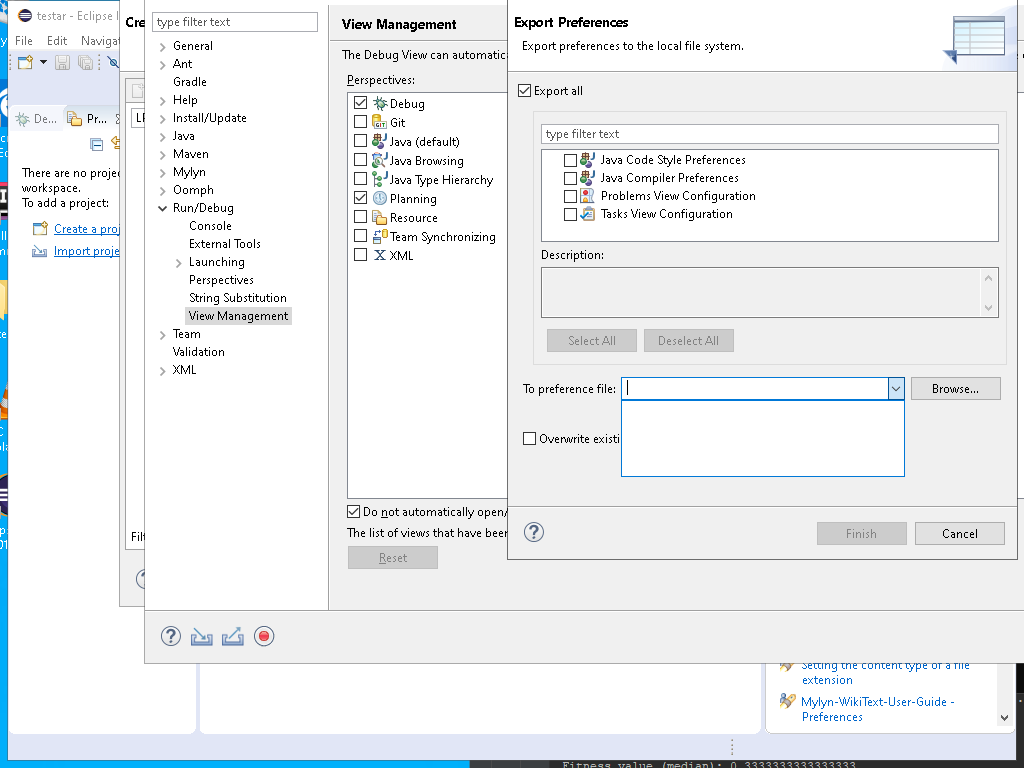 testar - Eclipse I
File Edit Navigat
De...
Pr...
There are no proje
workspace.
To add a project:
Create a proj
Import proje
Cre
Filt
type filter text
General
Ant
Gradle
Help
Install/Update
Java
Maven
Mylyn
Oomph
Run/Debug
Console
External Tools
Launching
Perspectives
String Substitution
View Management
Team
Validation
XML
View Management
The Debug View can automatic
Perspectives:
Debug
Git
Java (default)
Java Browsing
Java Type Hierarchy
Planning
Resource
Team Synchronizing
XML
Do not automatically open/
The list of views that have been
Reset
Export Preferences
Export preferences to the local file system.
Export all
type filter text
Java Code Style Preferences
Java Compiler Preferences
Problems View Configuration
Tasks View Configuration
Description:
Select All Deselect All
To preference file:
Browse...
Overwrite existi
Finish Cancel
Setting the content type of a file
extension
Mylyn-WikiText-User-Guide -
Preferences
Fitness value (median): 0.3333333333333333